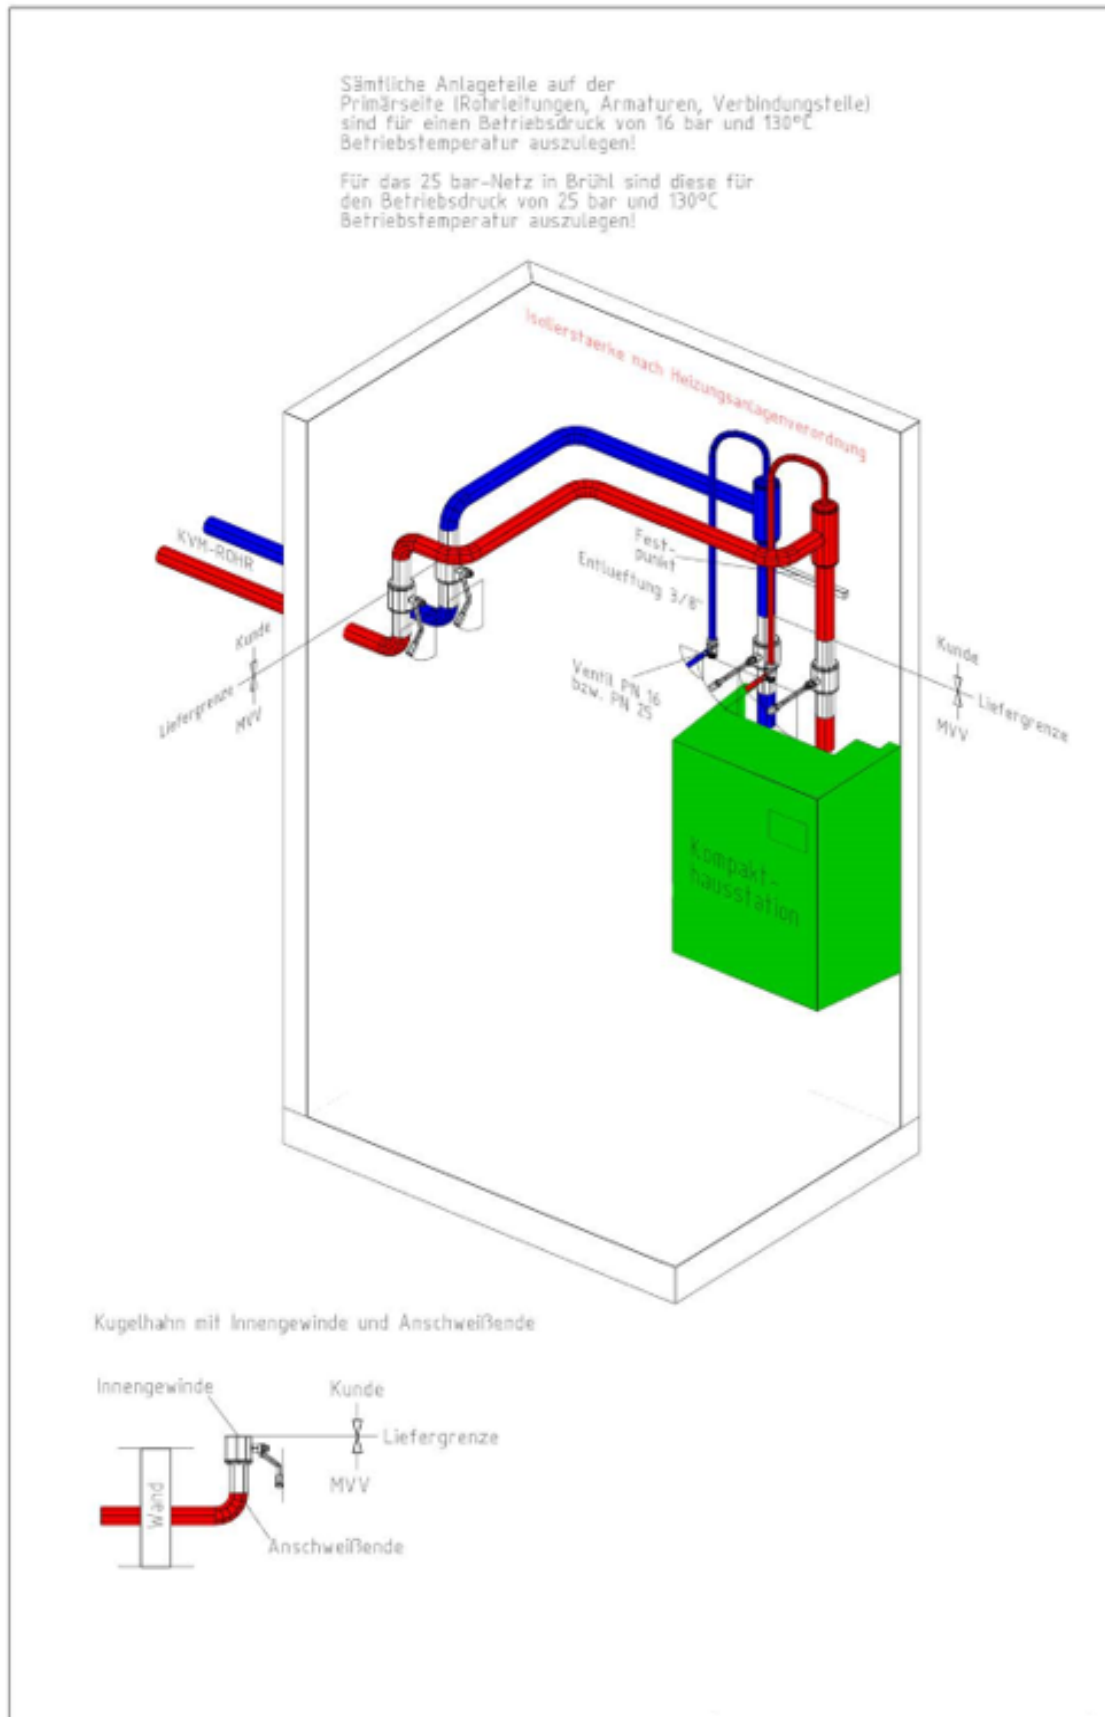 Sämtliche Anlageteile auf der
Primärseite (Rohrleitungen, Armaturen, Verbindungsteile)
sind für einen Betriebsdruck von 16 bar und 130°C
Betriebstemperatur auszulegen!
Für das 25 bar-Netz in Brühl sind diese für
den Betriebsdruck von 25 bar und 130°C
Betriebstemperatur auszulegen!
Isolierstaerke nach Heizungsanlagenverordnung
KVM-ROHR
Fest-
punkt
Entlueftung 3/8"
Kunde
Liefergrenze
MVV
Ventil PN 16
bzw. PN 25
Kunde
Liefergrenze
MVV
Kompakt-
hausstation
Kugelhahn mit Innengewinde und Anschweißende
Innengewinde
Kunde
Liefergrenze
MVV
Wand
Anschweißende